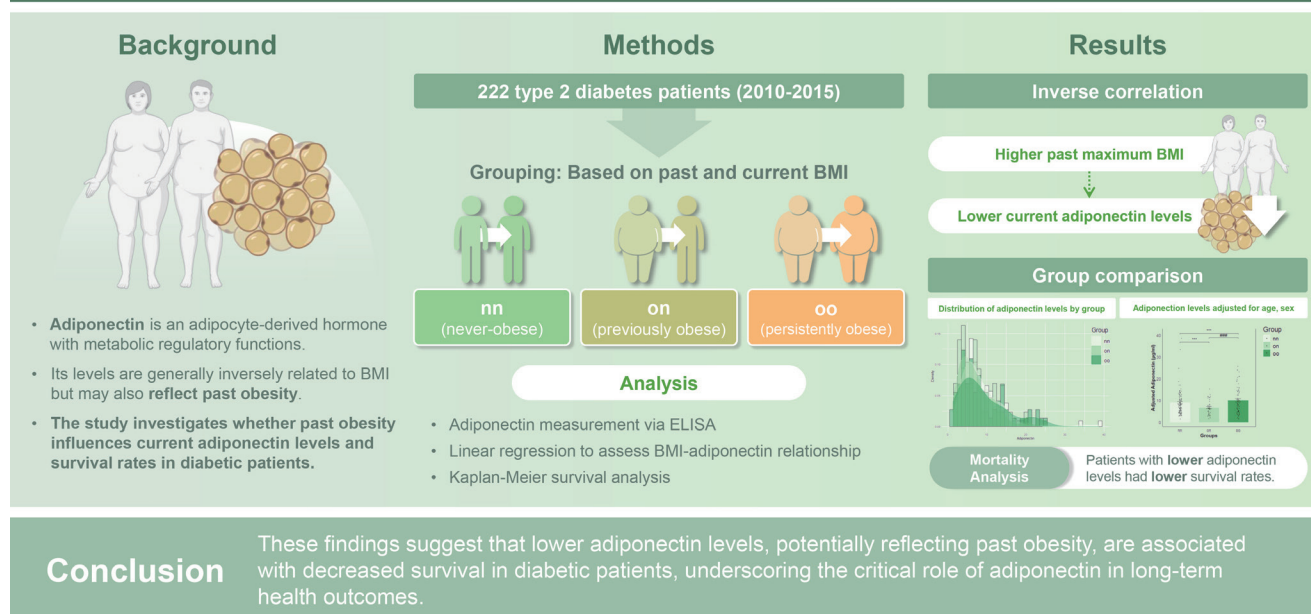 Background
• Adiponectin is an adipocyte-derived hormone
with metabolic regulatory functions.
• Its levels are generally inversely related to BMI
but may also reflect past obesity.
• The study investigates whether past obesity
influences current adiponectin levels and
survival rates in diabetic patients.
Methods
222 type 2 diabetes patients (2010-2015)
Grouping: Based on past and current BMI
nn
(never-obese)
on
(previously obese)
oo
(persistently obese)
Analysis
• Adiponectin measurement via ELISA
• Linear regression to assess BMI-adiponectin relationship
• Kaplan-Meier survival analysis
Results
Inverse correlation
Higher past maximum BMI
Lower current adiponectin levels
Group comparison
Distribution of adiponectin levels by group
Group
nn
on
oo
Adiponection levels adjusted for age, sex
Adjusted Adiponectin (µg/ml)
Group
nn
on
oo
Groups
Mortality
Analysis
Patients with lower adiponectin
levels had lower survival rates.
Conclusion
These findings suggest that lower adiponectin levels, potentially reflecting past obesity, are associated
with decreased survival in diabetic patients, underscoring the critical role of adiponectin in long-term
health outcomes.